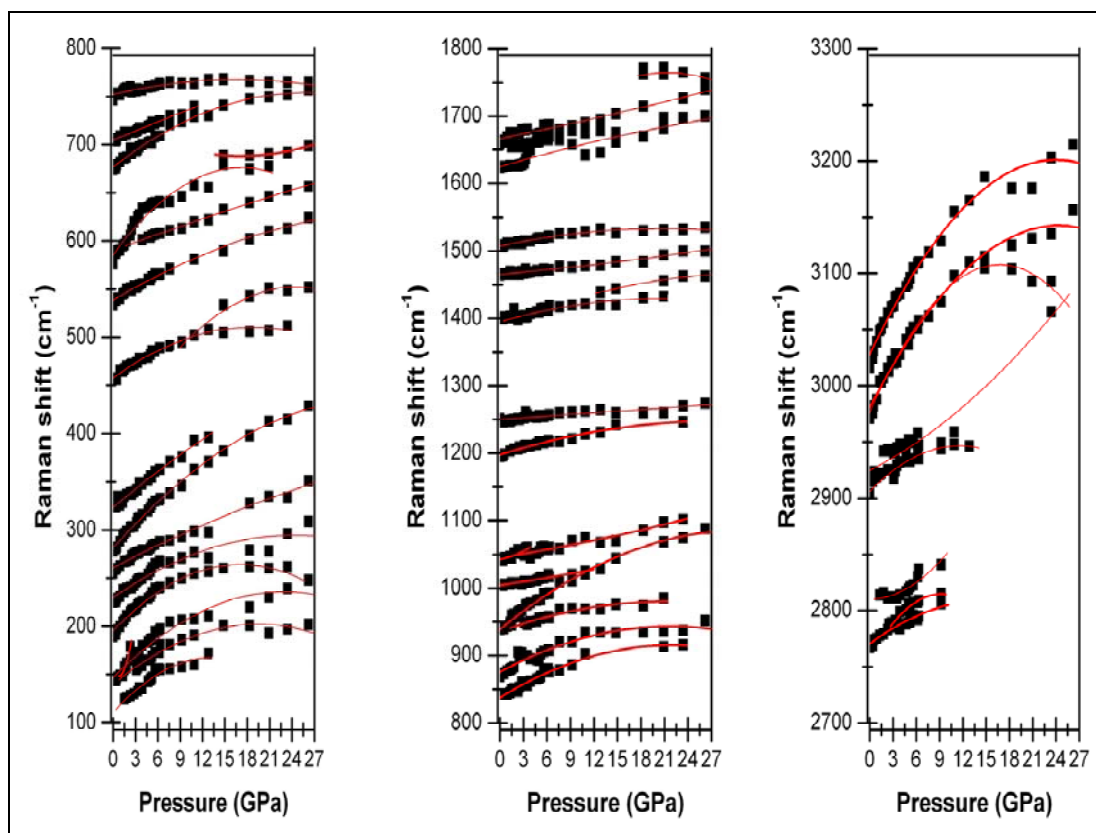 800
700
600
500
400
300
200
100
Raman shift (cm⁻¹)
0 3 6 9 12 15 18 21 24 27
Pressure (GPa)
1800
1700
1600
1500
1400
1300
1200
1100
1000
900
800
Raman shift (cm⁻¹)
0 3 6 9 12 15 18 21 24 27
Pressure (GPa)
3300
3200
3100
3000
2900
2800
2700
Raman shift (cm⁻¹)
0 3 6 9 12 15 18 21 24 27
Pressure (GPa)